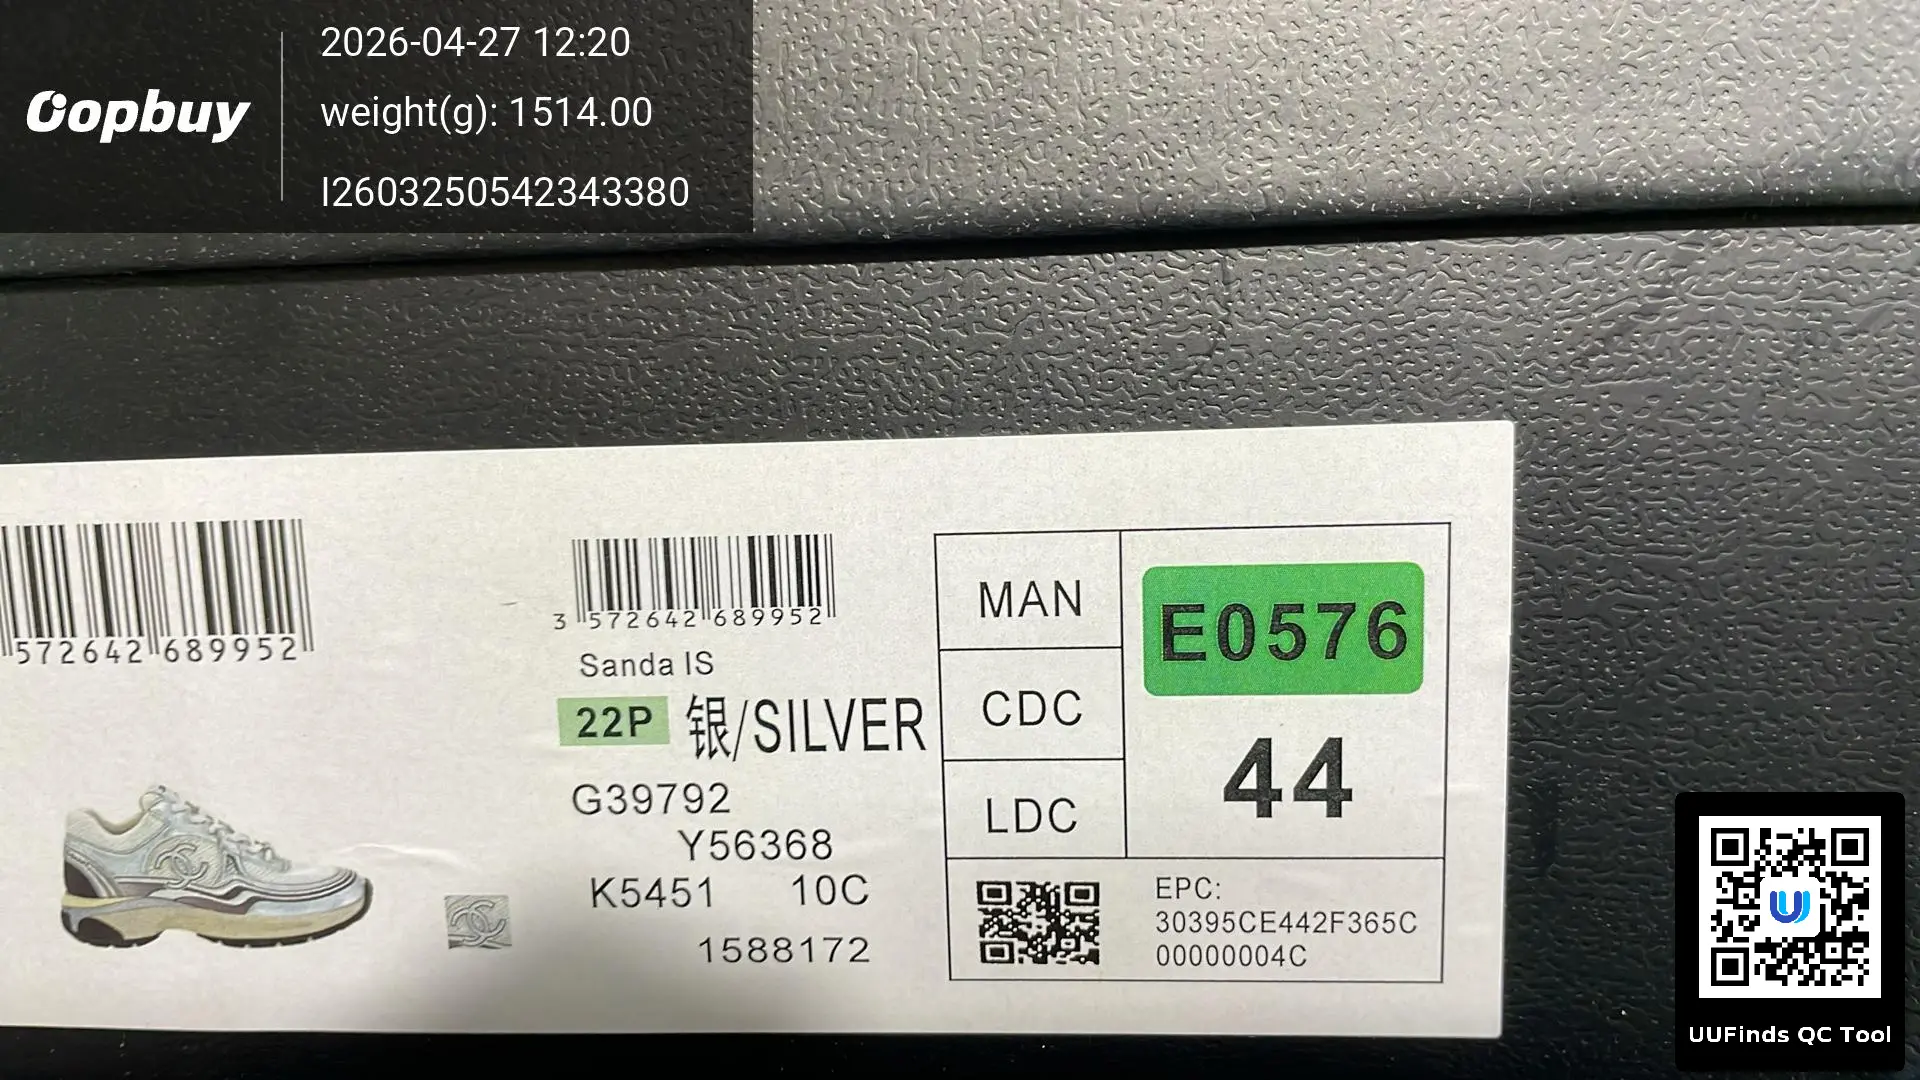 Oopbuy
2026-04-27 12:20
weight(g): 1514.00
I2603250542343380
572642 689952
3 572642 689952
Sanda IS
22P 银/SILVER
G39792
Y56368
K5451 10C
1588172
MAN
CDC
LDC
E0576
44
EPC:
30395CE442F365C
00000004C
UUFinds QC Tool